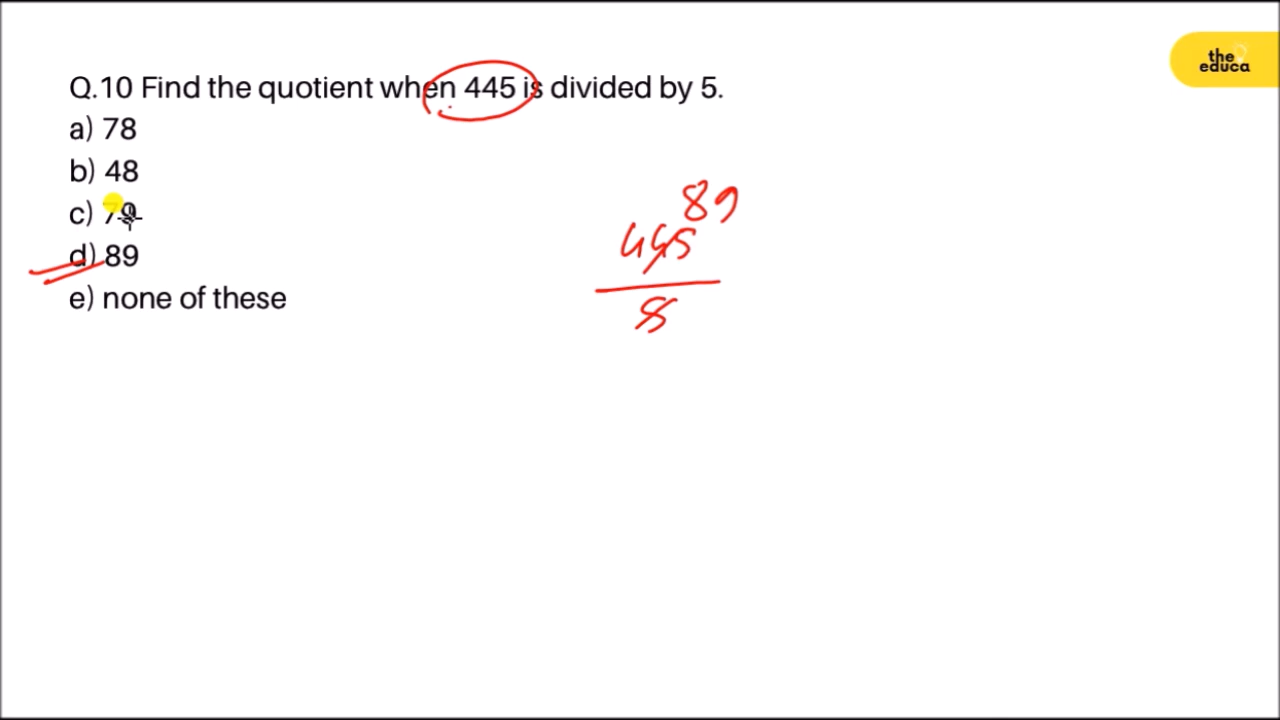 the
educa
Q.10 Find the quotient when 445 is divided by 5.
a) 78
b) 48
c) 79
d) 89
e) none of these
89
445
5